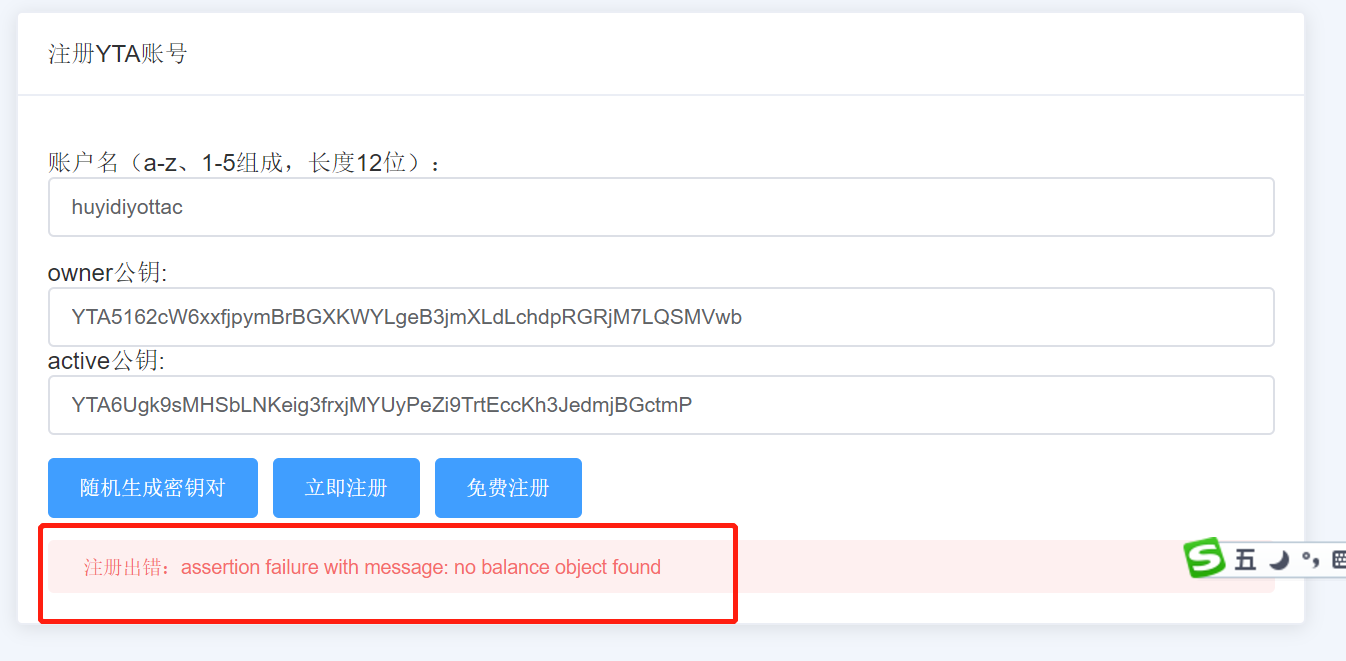 注册YTA账号
账户名（a-z、1-5组成，长度12位）：
huyidiyottac
owner公钥:
YTA5162cW6xxfjpymBrBGXKWYLgeB3jmXLdLchdpRGRjM7LQSMVwb
active公钥:
YTA6Ugk9sMHSbLNKeig3frxjMYUyPeZi9TrtEccKh3JedmjBGctmP
随机生成密钥对 立即注册 免费注册
注册出错：assertion failure with message: no balance object found
五